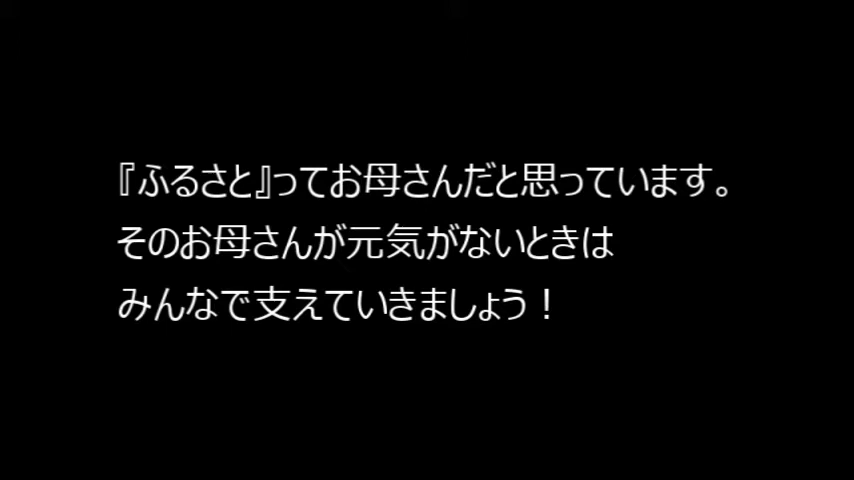 『ふるさと』ってお母さんだと思っています。
そのお母さんが元気がないときは
みんなで支えていきましょう！